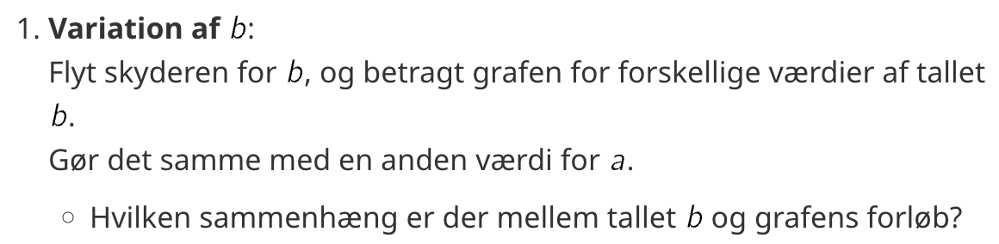 1. Variation af b:
Flyt skyderen for b, og betragt grafen for forskellige værdier af tallet
b.
Gør det samme med en anden værdi for a.
◦ Hvilken sammenhæng er der mellem tallet b og grafens forløb?